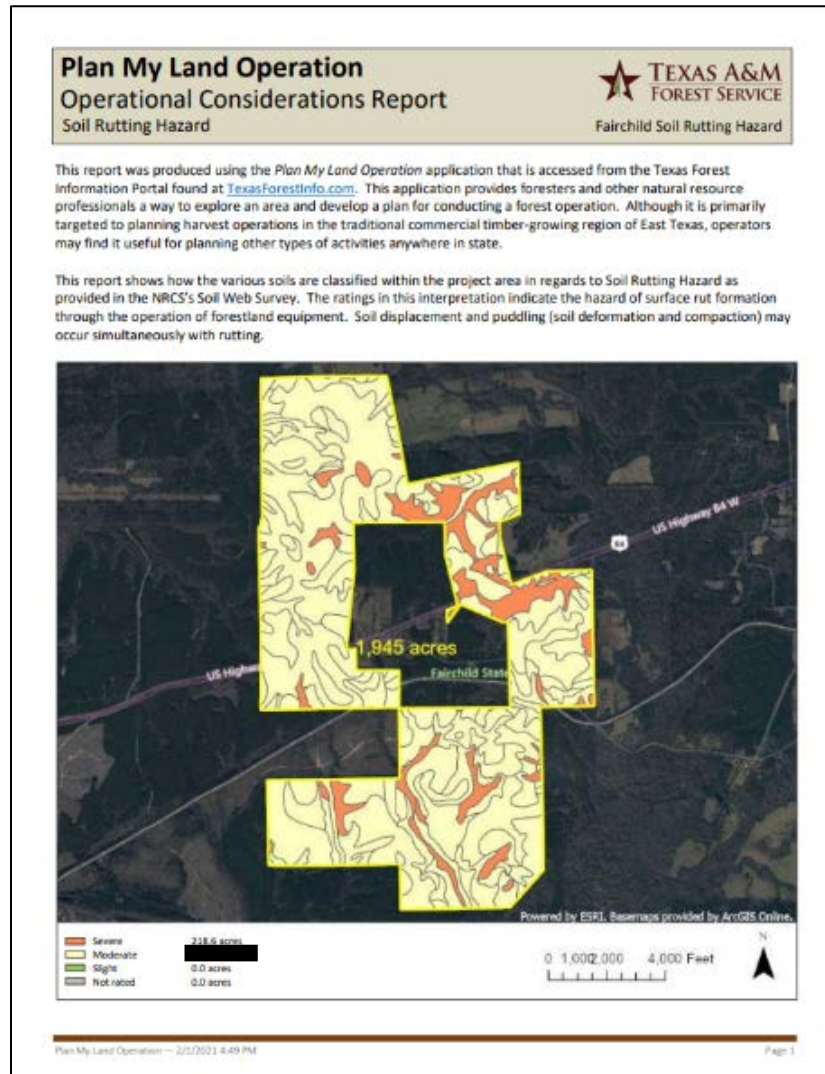 Plan My Land Operation
Operational Considerations Report
Soil Rutting Hazard
TEXAS A&M
FOREST SERVICE
Fairchild Soil Rutting Hazard
This report was produced using the Plan My Land Operation application that is accessed from the Texas Forest
Information Portal found at TexasForestInfo.com. This application provides foresters and other natural resource
professionals a way to explore an area and develop a plan for conducting a forest operation. Although it is primarily
targeted to planning harvest operations in the traditional commercial timber-growing region of East Texas, operators
may find it useful for planning other types of activities anywhere in state.
This report shows how the various soils are classified within the project area in regards to Soil Rutting Hazard as
provided in the NRCS's Soil Web Survey. The ratings in this interpretation indicate the hazard of surface rut formation
through the operation of forestland equipment. Soil displacement and puddling (soil deformation and compaction) may
occur simultaneously with rutting.
US Highway 84 W
84
1,945 acres
US Highw
Fairchild State
Powered by ESRI. Basemaps provided by ArcGIS Online.
Severe 218.6 acres
Moderate
Slight 0.0 acres
Not rated 0.0 acres
0 1,000 2,000 4,000 Feet
N
Plan My Land Operation — 2/1/2021 4:49 PM
Page 1